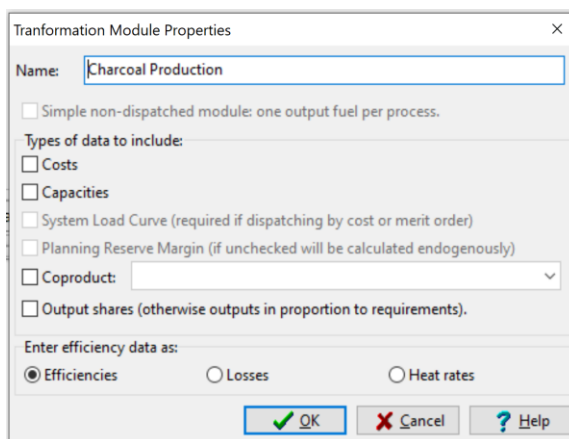 Tranformation Module Properties
Name: Charcoal Production
Simple non-dispatched module: one output fuel per process.
Types of data to include:
Costs
Capacities
System Load Curve (required if dispatching by cost or merit order)
Planning Reserve Margin (if unchecked will be calculated endogenously)
Coproduct:
Output shares (otherwise outputs in proportion to requirements).
Enter efficiency data as:
Efficiencies Losses Heat rates
OK Cancel ? Help